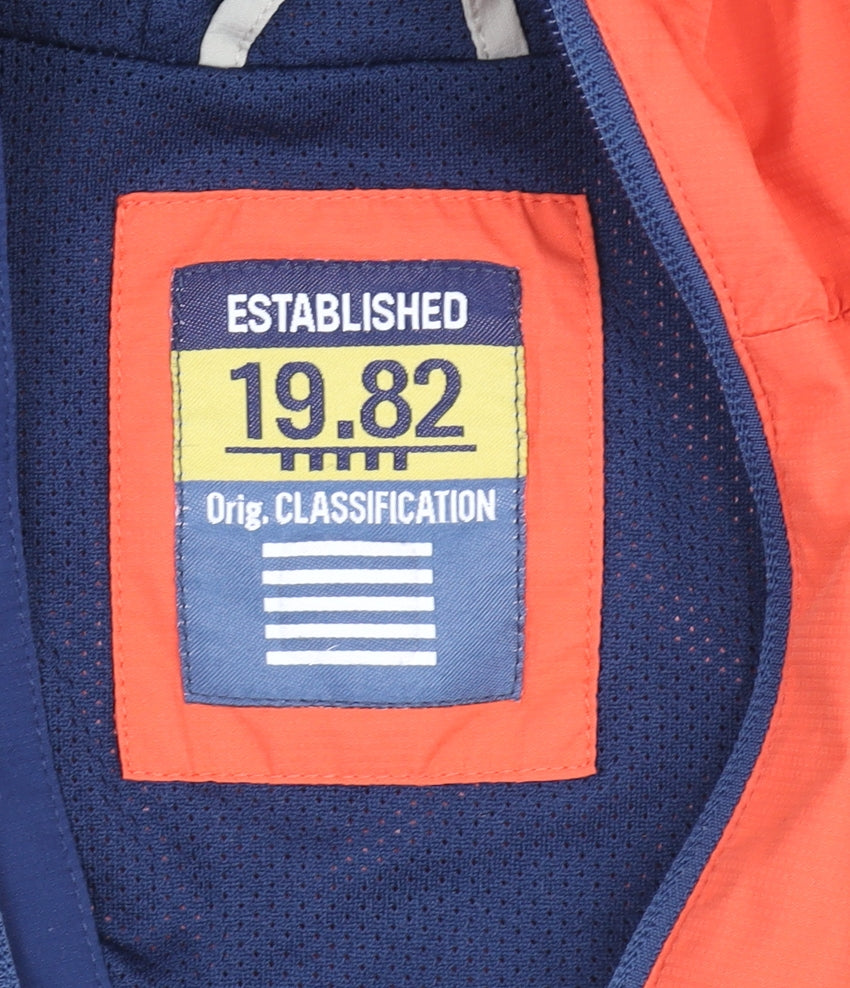 ESTABLISHED
19.82
Orig. CLASSIFICATION